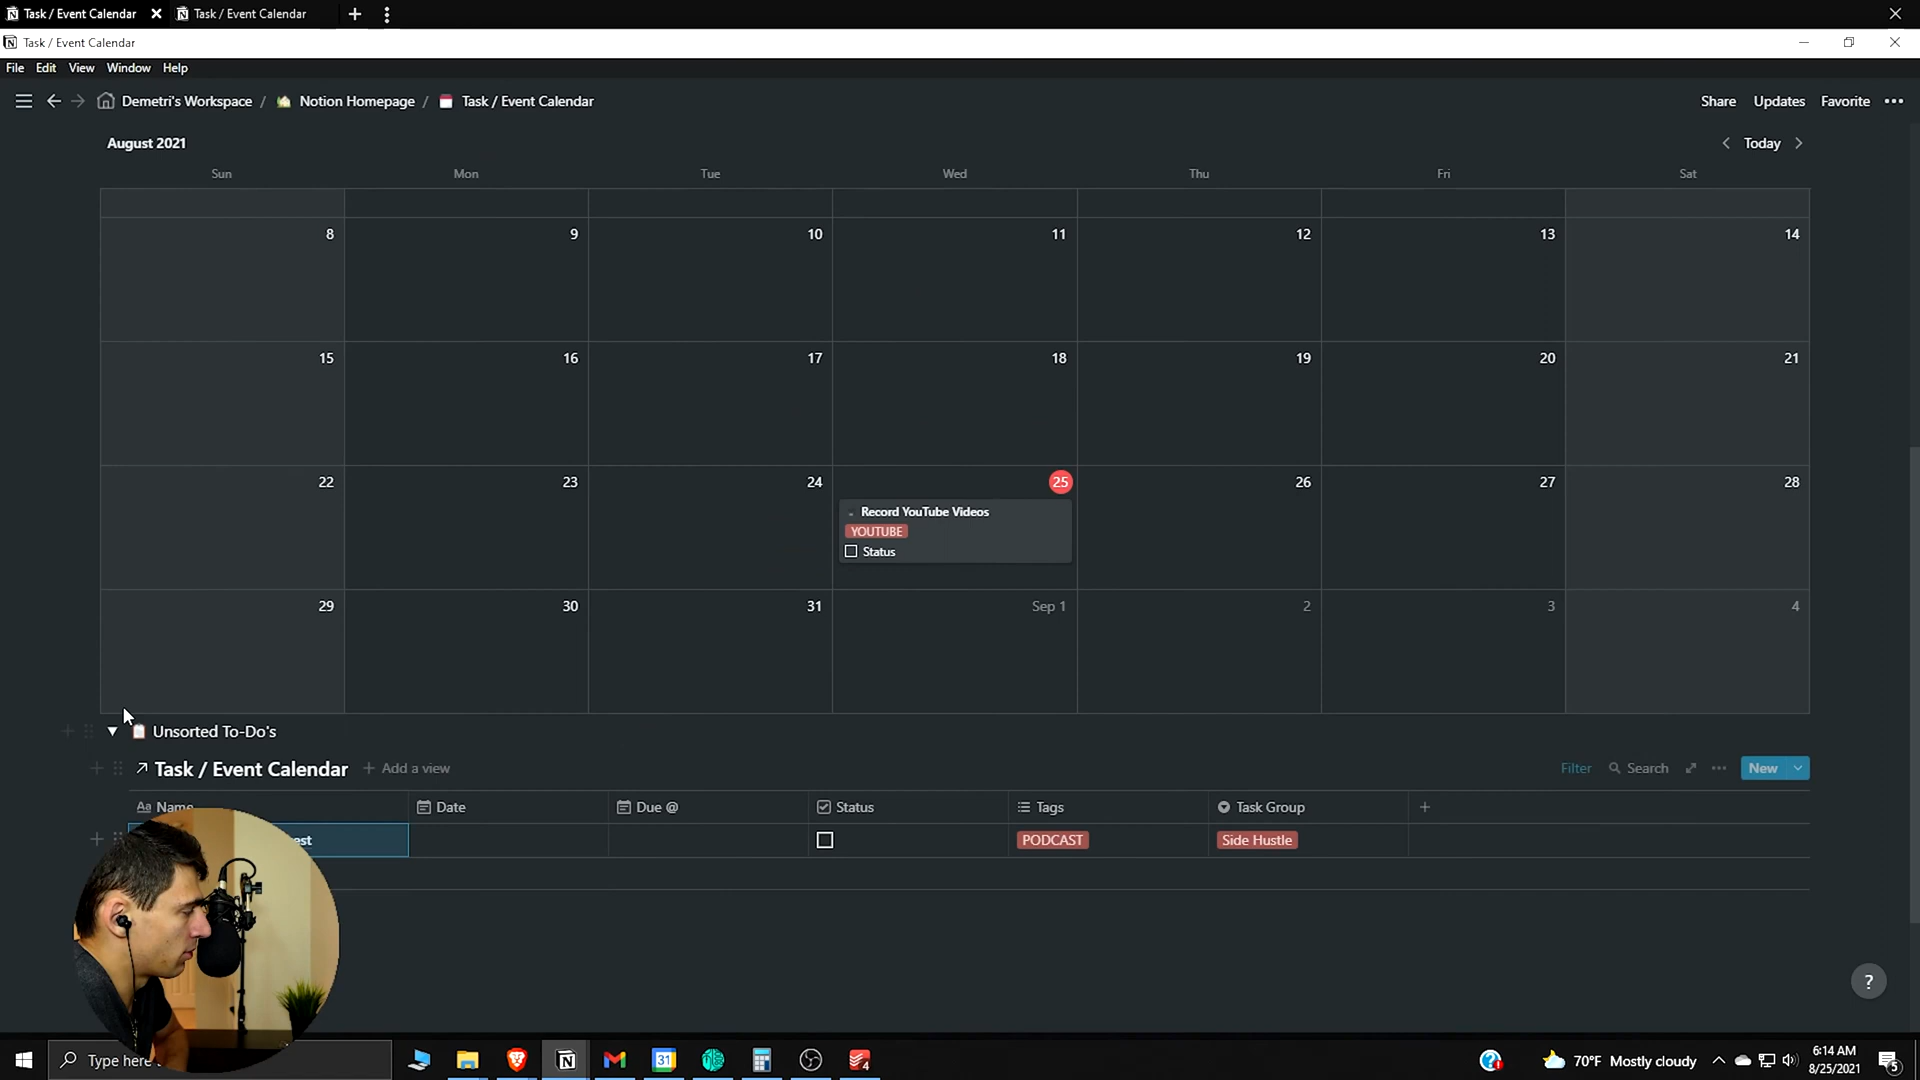 Task / Event Calendar
Task / Event Calendar
Task / Event Calendar
File Edit View Window Help
Demetri's Workspace / Notion Homepage / Task / Event Calendar
Share Updates Favorite
August 2021
Today
Sun Mon Tue Wed Thu Fri Sat
8 9 10 11 12 13 14
15 16 17 18 19 20 21
22 23 24 25 26 27 28
Record YouTube Videos
YOUTUBE
Status
29 30 31 Sep 1 2 3 4
Unsorted To-Do's
Task / Event Calendar + Add a view
Filter Search New
Aa Name Date Due @ Status Tags Task Group +
PODCAST Side Hustle
?
Type here
31
4
70°F Mostly cloudy
6:14 AM
8/25/2021
5